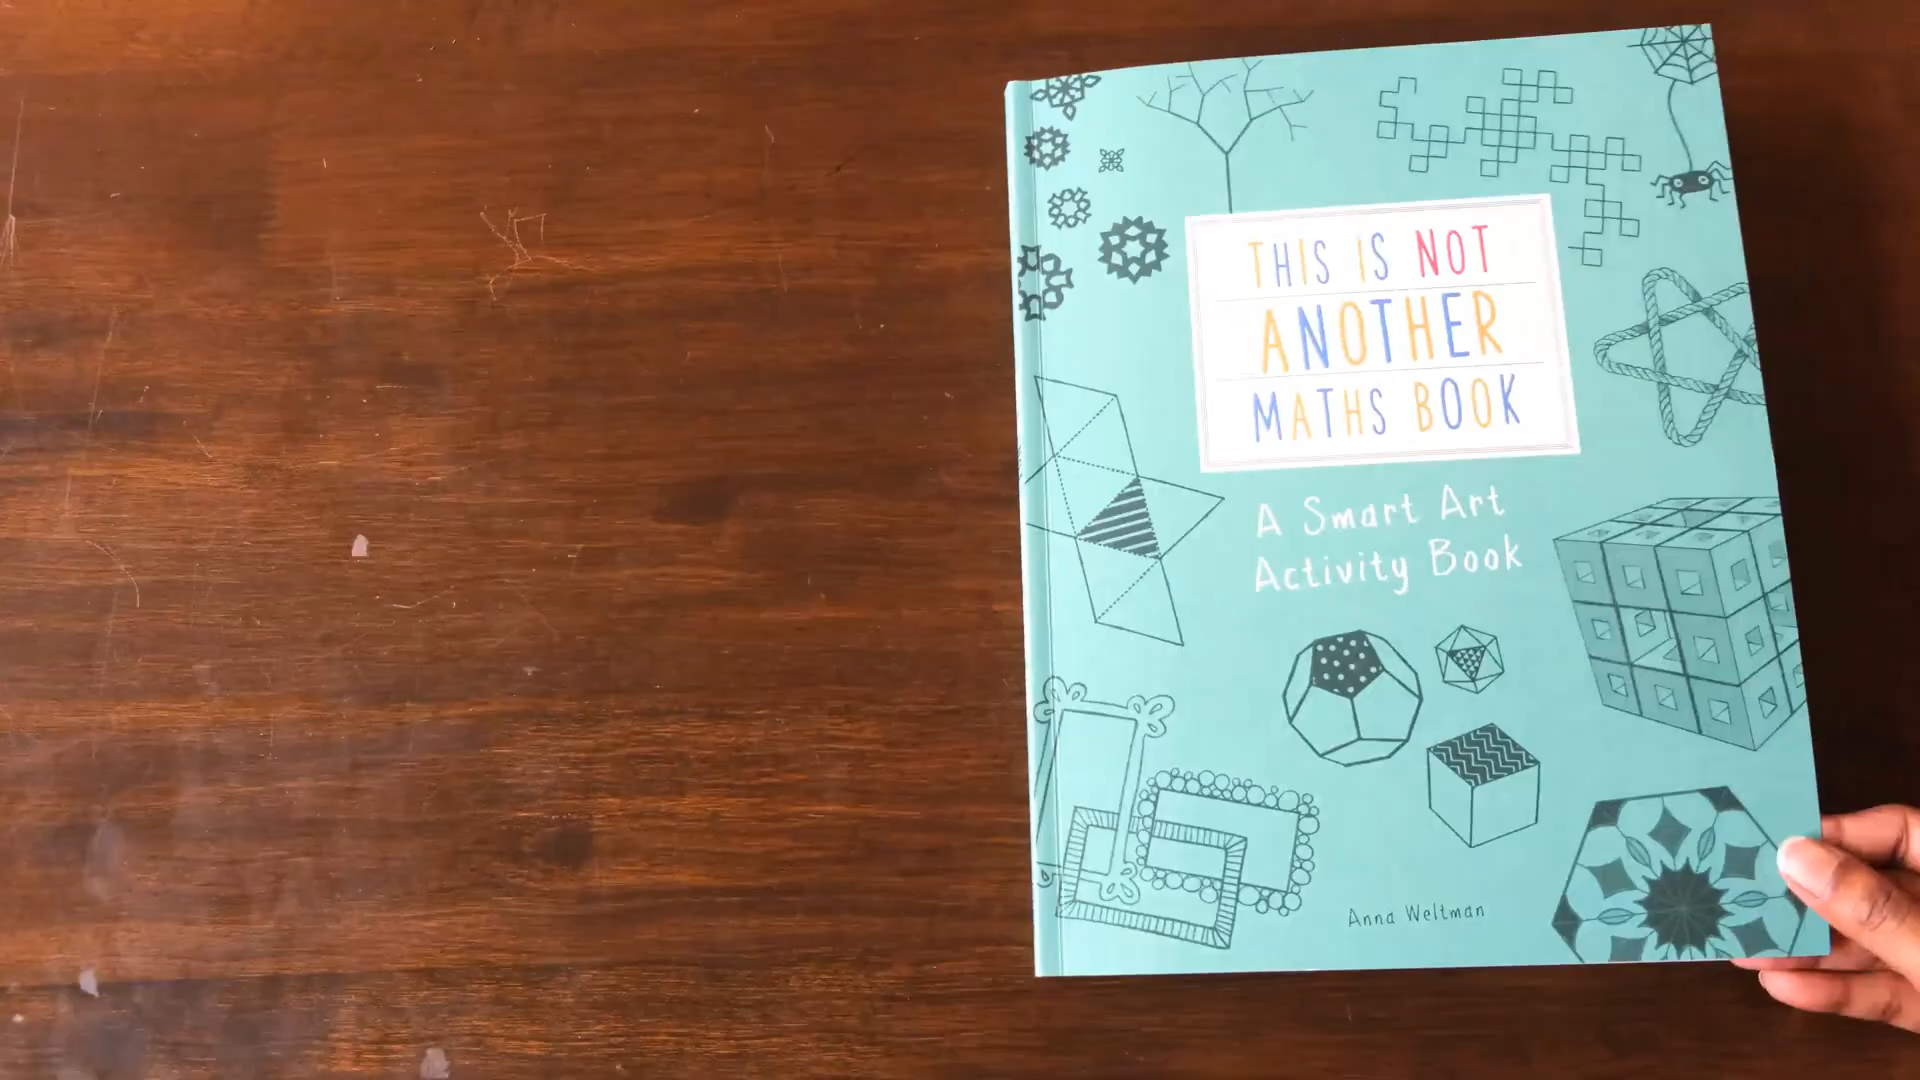 THIS IS NOT
ANOTHER
MATHS BOOK
A Smart Art
Activity Book
Anna Weltman